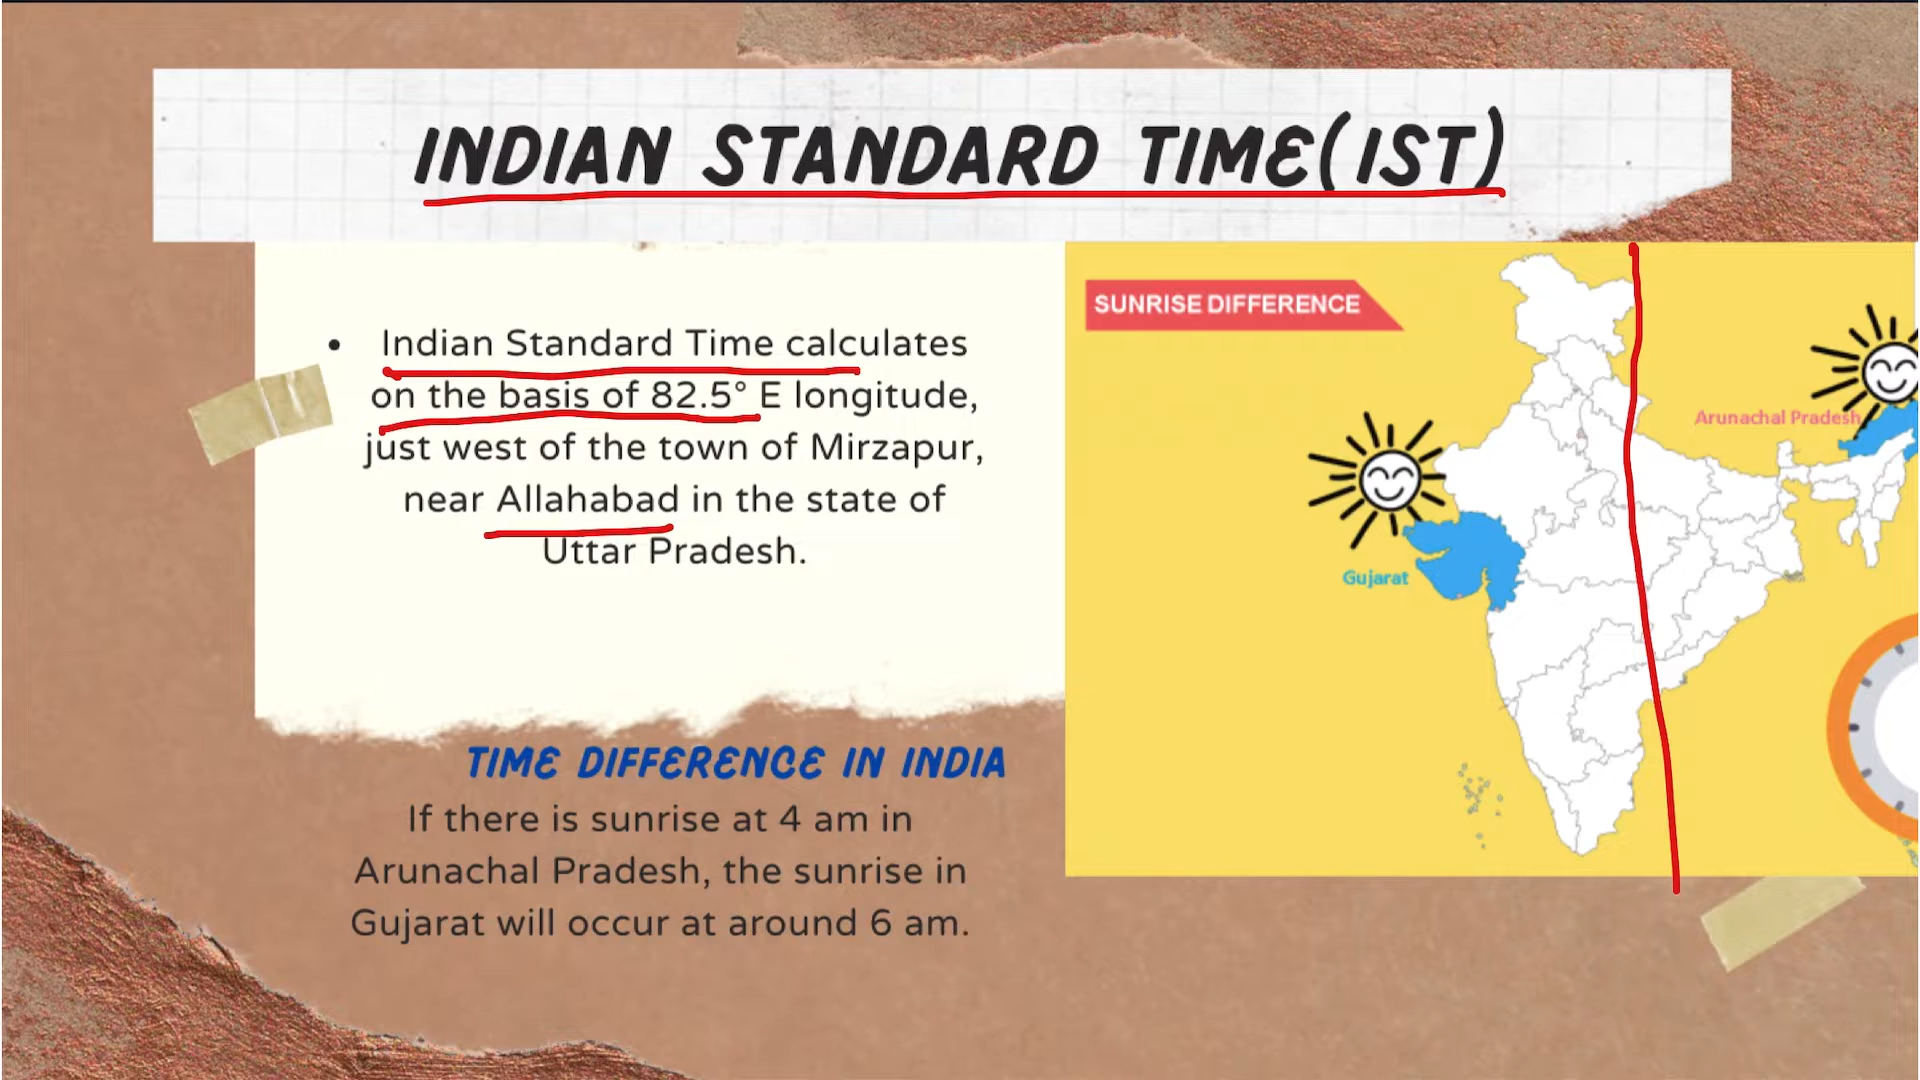 INDIAN STANDARD TIME(IST)
• Indian Standard Time calculates
on the basis of 82.5° E longitude,
just west of the town of Mirzapur,
near Allahabad in the state of
Uttar Pradesh.
TIME DIFFERENCE IN INDIA
If there is sunrise at 4 am in
Arunachal Pradesh, the sunrise in
Gujarat will occur at around 6 am.
SUNRISE DIFFERENCE
Arunachal Pradesh
Gujarat